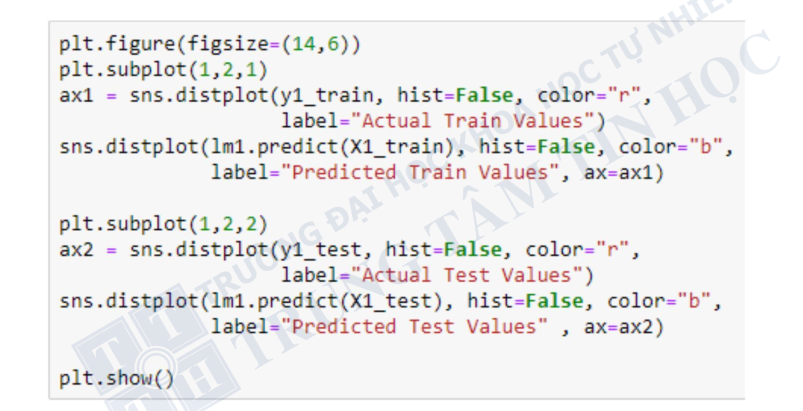 plt.figure(figsize=(14,6))
plt.subplot(1,2,1)
ax1 = sns.distplot(y1_train, hist=False, color="r",
                   label="Actual Train Values")
sns.distplot(lm1.predict(X1_train), hist=False, color="b",
             label="Predicted Train Values", ax=ax1)

plt.subplot(1,2,2)
ax2 = sns.distplot(y1_test, hist=False, color="r",
                   label="Actual Test Values")
sns.distplot(lm1.predict(X1_test), hist=False, color="b",
             label="Predicted Test Values" , ax=ax2)

plt.show()
TRƯỜNG ĐẠI HỌC KHOA HỌC TỰ NHIÊN
TRUNG TÂM TIN HỌC